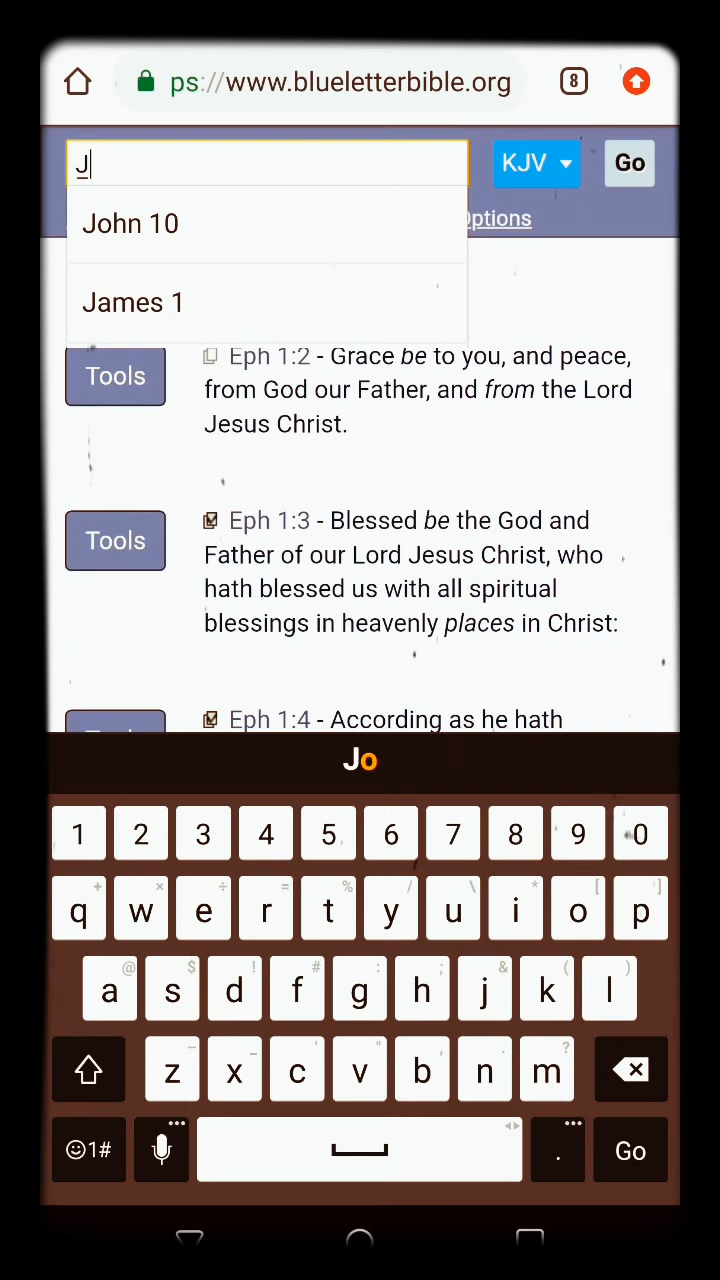 ps://www.blueletterbible.org 8
J KJV Go
John 10 Options
James 1
Tools Eph 1:2 - Grace be to you, and peace,
from God our Father, and from the Lord
Jesus Christ.
Tools Eph 1:3 - Blessed be the God and
Father of our Lord Jesus Christ, who
hath blessed us with all spiritual
blessings in heavenly places in Christ:
Eph 1:4 - According as he hath
Jo
1 2 3 4 5 6 7 8 9 0
+ × ÷ = % / \ * [ ]
q w e r t y u i o p
@ $ ! # : ; & ( )
a s d f g h j k l
z x c v b n m ?
1# . Go